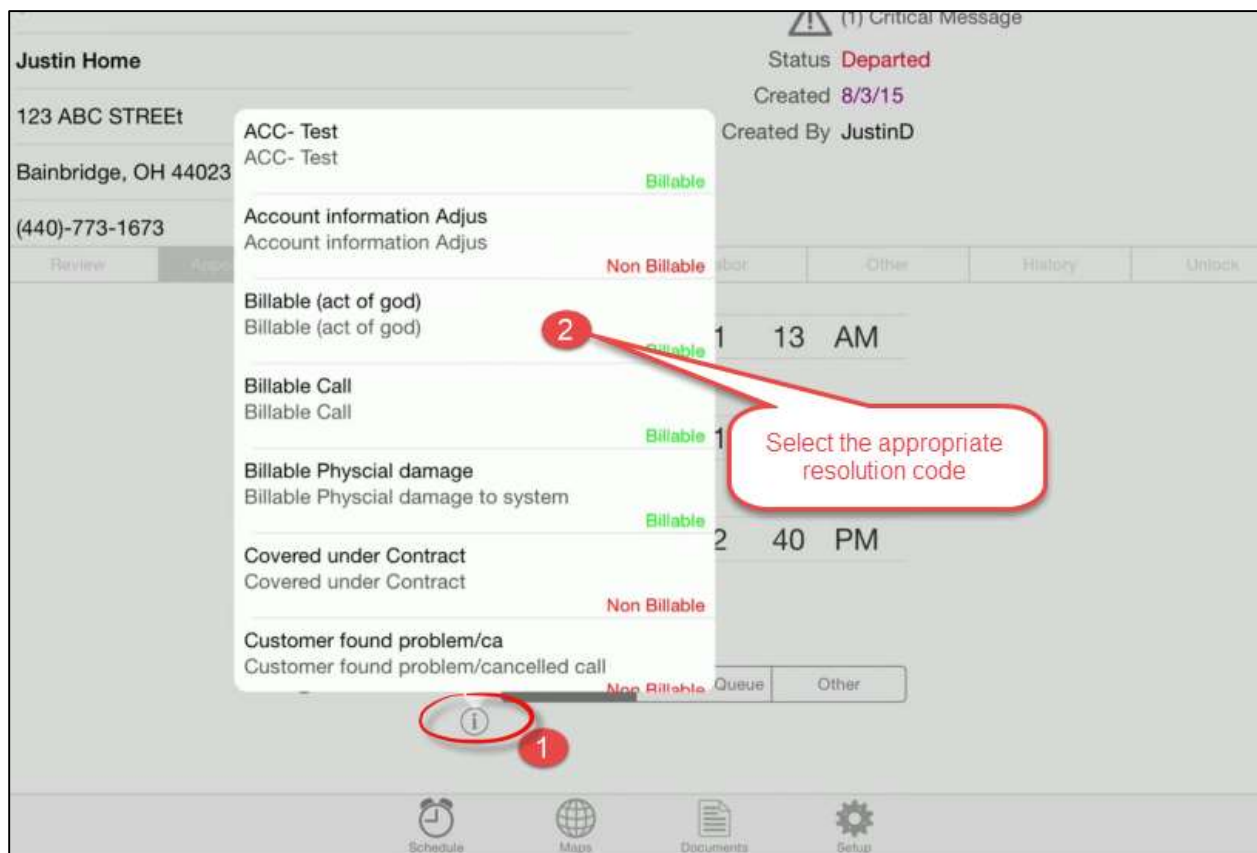 (1) Critical Message
Justin Home
Status Departed
123 ABC STREEt
Created 8/3/15
Created By JustinD
Bainbridge, OH 44023
(440)-773-1673
Review
Other
History
Unlock
ACC- Test
ACC- Test
Billable
Account information Adjus
Account information Adjus
Non Billable
Billable (act of god)
Billable (act of god)
2
Billable
13 AM
Billable Call
Billable Call
Billable
Select the appropriate
resolution code
Billable Physcial damage
Billable Physcial damage to system
Billable
2 40 PM
Covered under Contract
Covered under Contract
Non Billable
Customer found problem/ca
Customer found problem/cancelled call
Non Billable
Queue
Other
i
1
Schedule
Maps
Documents
Setup